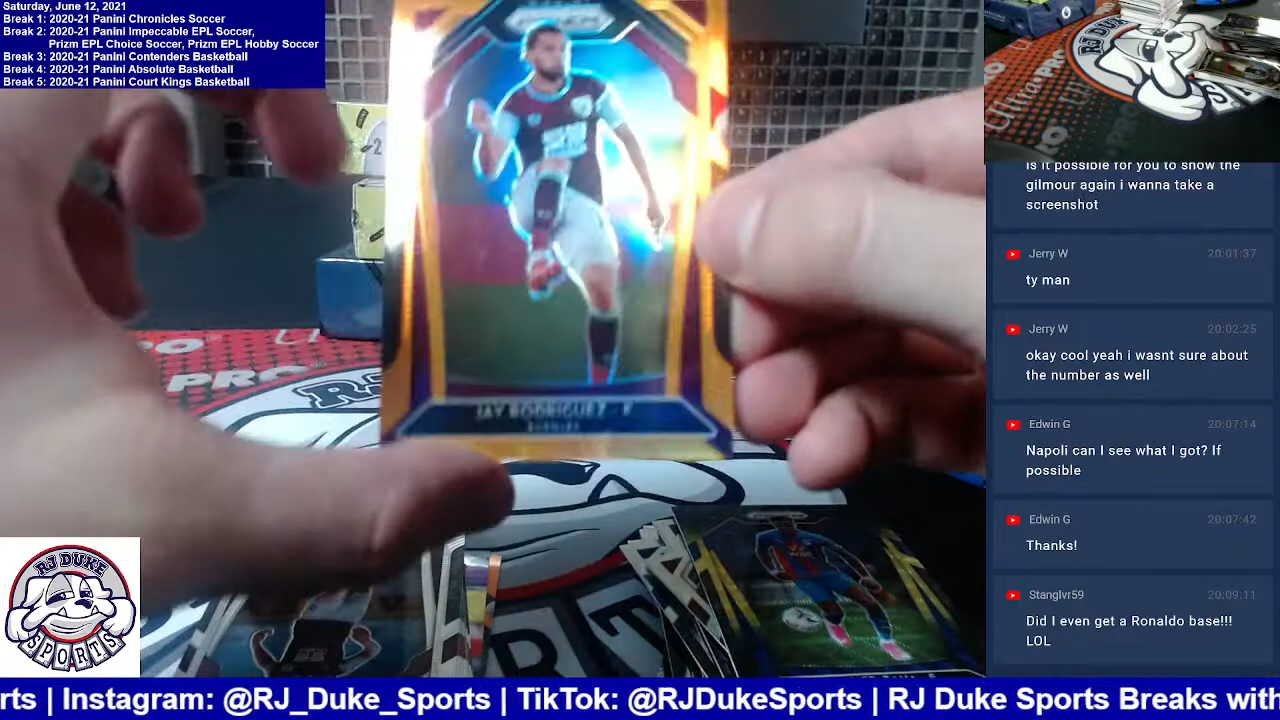 Saturday, June 12, 2021
Break 1: 2020-21 Panini Chronicles Soccer
Break 2: 2020-21 Panini Impeccable EPL Soccer,
Prizm EPL Choice Soccer, Prizm EPL Hobby Soccer
Break 3: 2020-21 Panini Contenders Basketball
Break 4: 2020-21 Panini Absolute Basketball
Break 5: 2020-21 Panini Court Kings Basketball
JAY RODRIGUEZ - F
BURNLEY
PRO
RJ
RT
is it possible for you to show the
gilmour again i wanna take a
screenshot
Jerry W 20:01:37
ty man
Jerry W 20:02:25
okay cool yeah i wasnt sure about
the number as well
Edwin G 20:07:14
Napoli can I see what I got? If
possible
Edwin G 20:07:42
Thanks!
Stanglvr59 20:09:11
Did I even get a Ronaldo base!!!
LOL
RJ DUKE
SPORTS
rts | Instagram: @RJ_Duke_Sports | TikTok: @RJDukeSports | RJ Duke Sports Breaks with